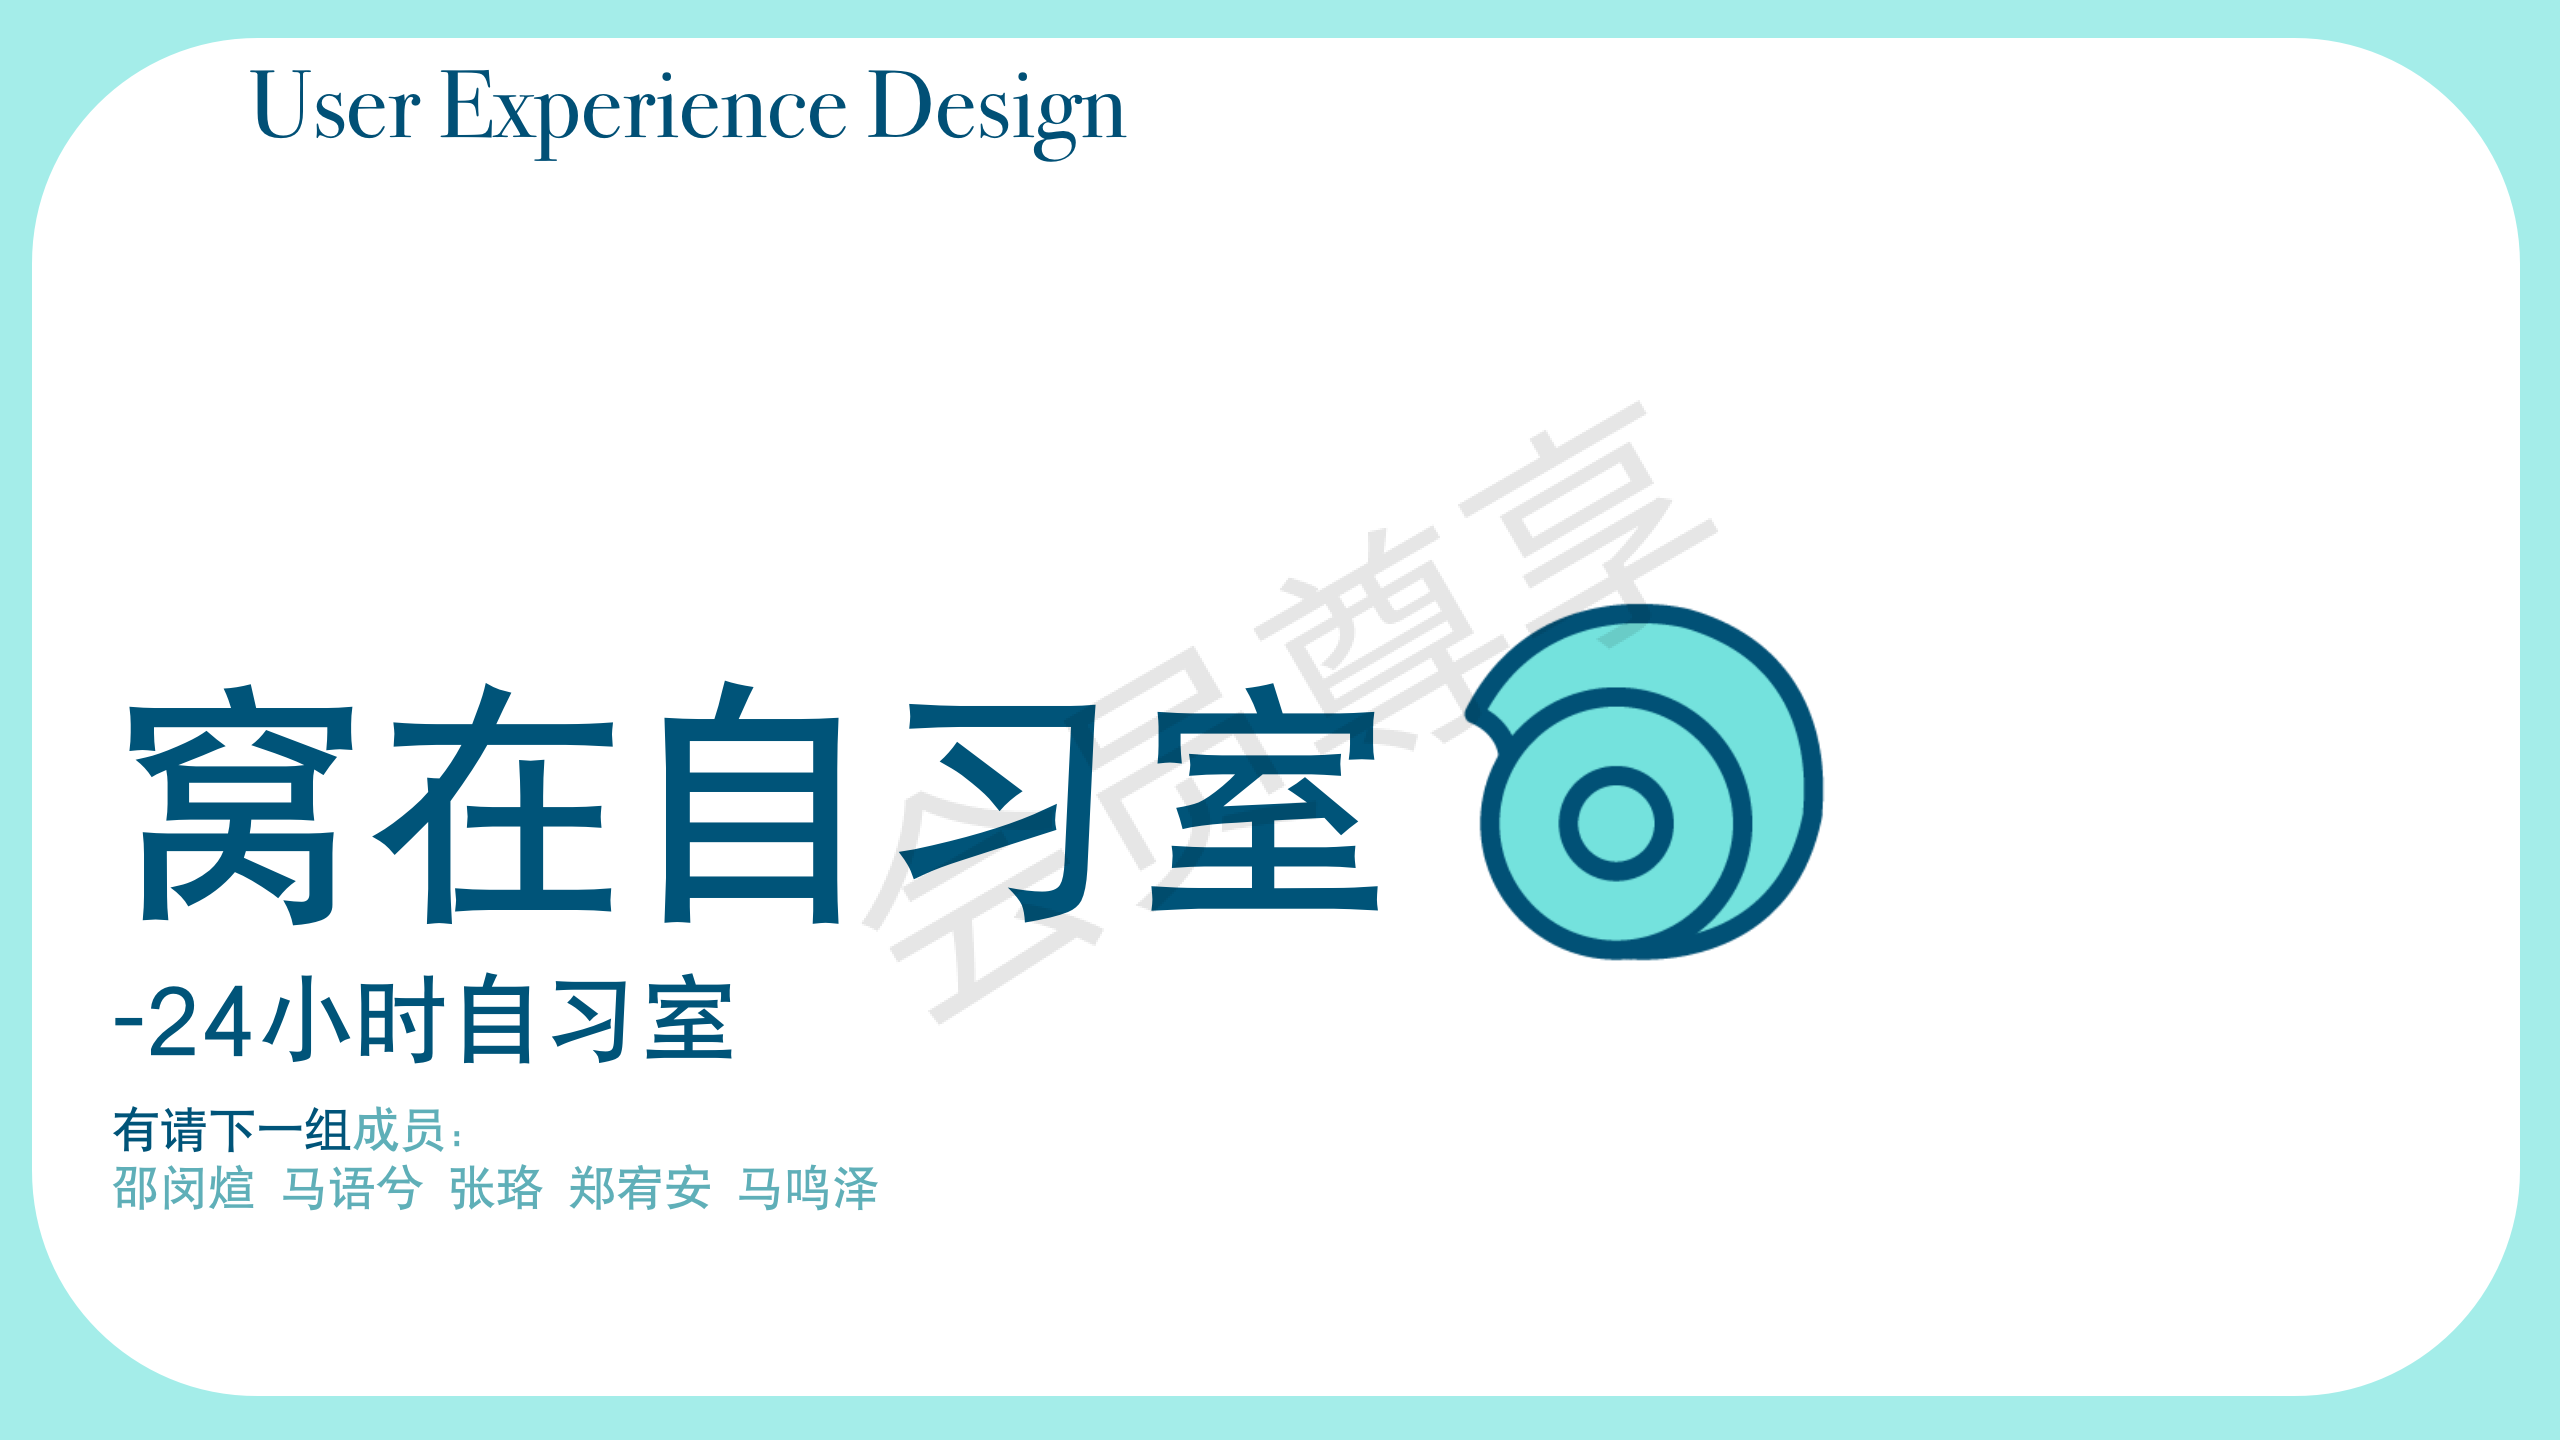 User Experience Design
会员尊享
窝在自习室
-24小时自习室
有请下一组成员：
邵闵煊 马语兮 张珞 郑宥安 马鸣泽